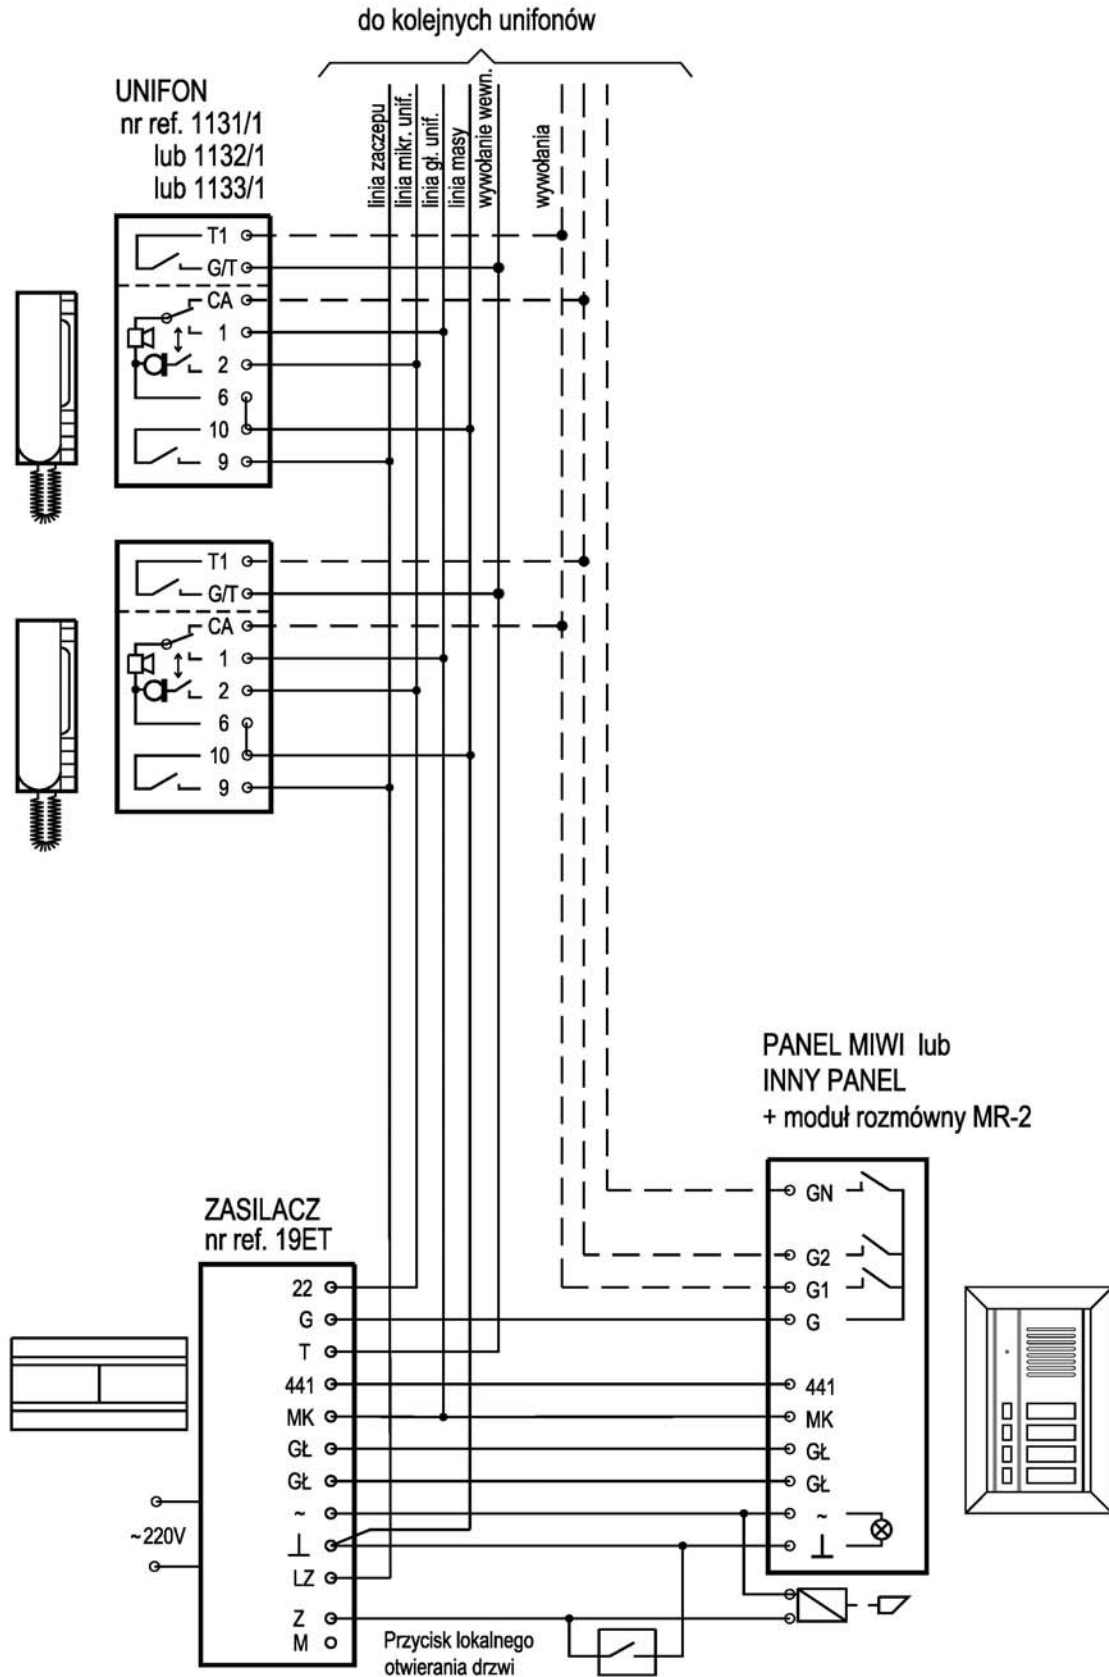 do kolejnych unifonów
UNIFON
nr ref. 1131/1
lub 1132/1
lub 1133/1
linia zaczepu
linia mikr. unif.
linia gł. unif.
linia masy
wywołanie wewn.
wywołania
T1
G/T
CA
1
2
6
10
9
T1
G/T
CA
1
2
6
10
9
PANEL MIWI lub
INNY PANEL
+ moduł rozmówny MR-2
GN
G2
G1
G
441
MK
GŁ
GŁ
~
⊥
ZASILACZ
nr ref. 19ET
22
G
T
441
MK
GŁ
GŁ
~
⊥
LZ
Z
M
~220V
Przycisk lokalnego
otwierania drzwi